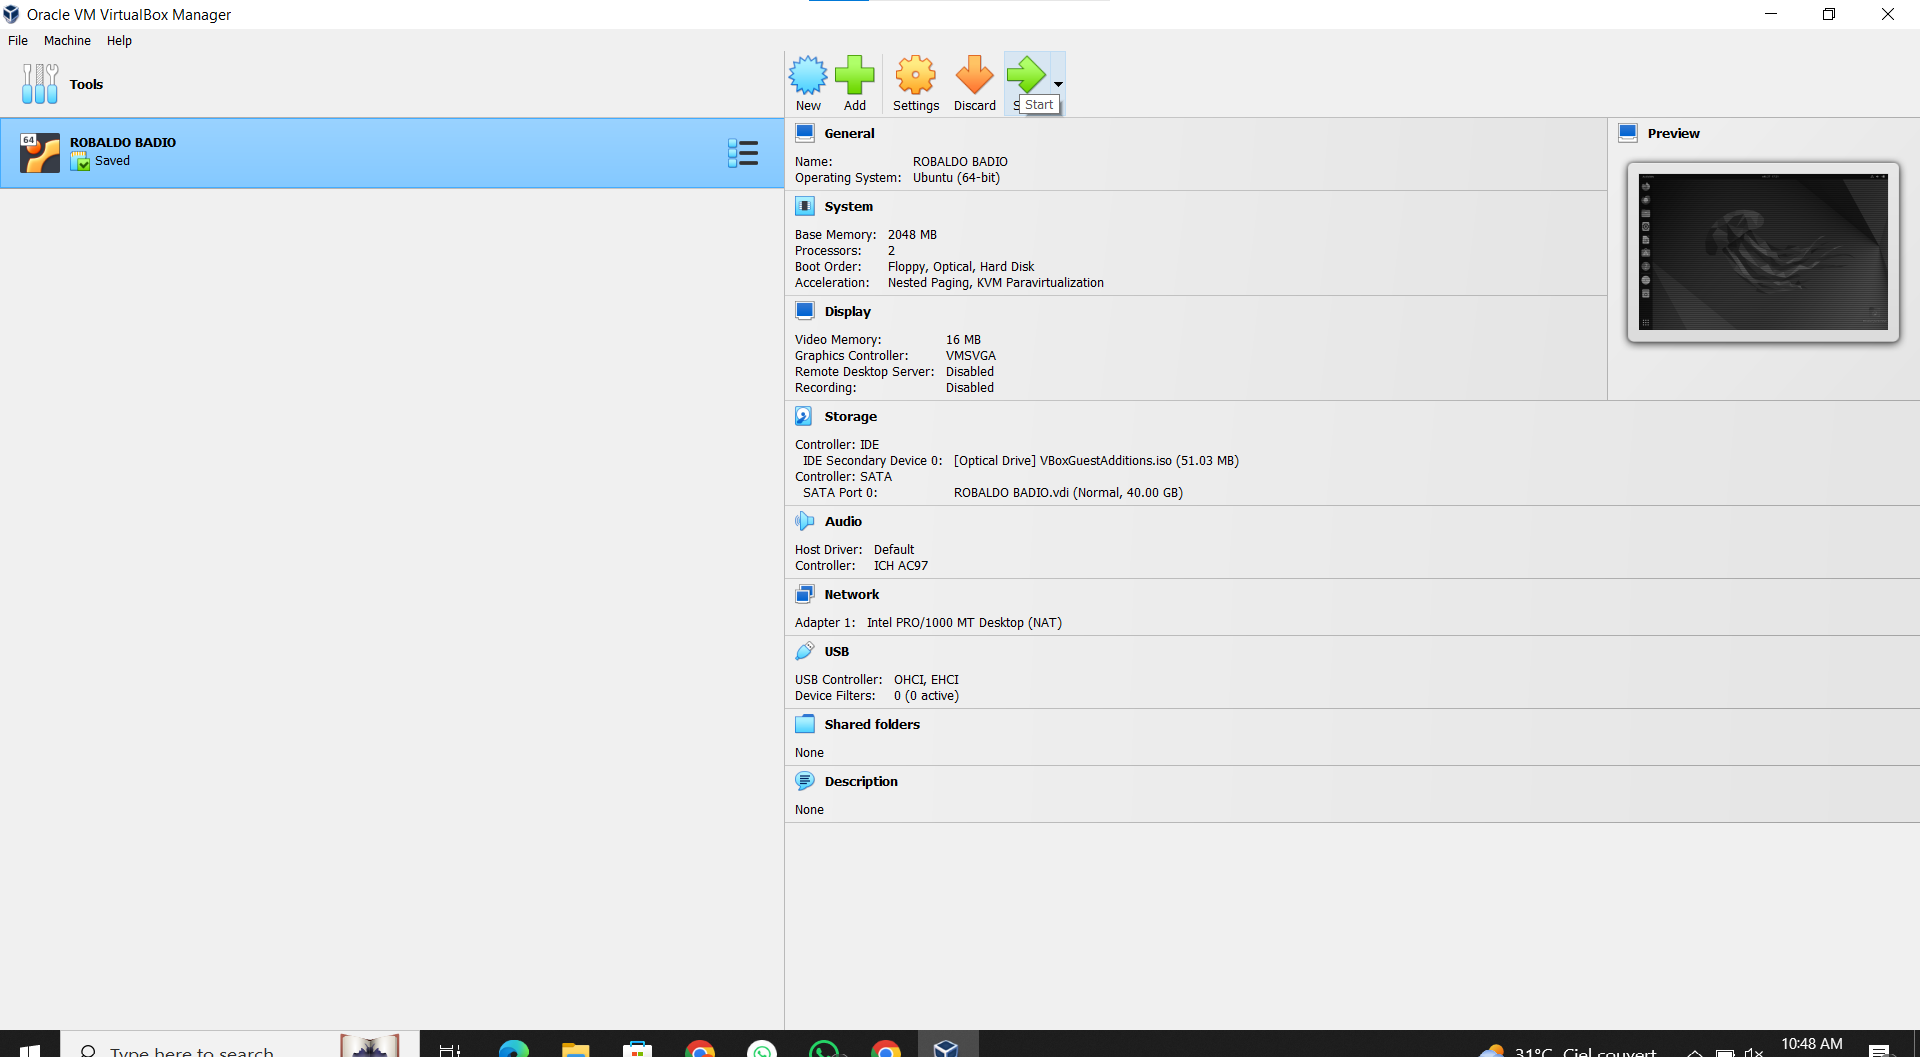 Oracle VM VirtualBox Manager
File Machine Help
Tools
New Add Settings Discard Start
64
ROBALDO BADIO
Saved
General
Name: ROBALDO BADIO
Operating System: Ubuntu (64-bit)
System
Base Memory: 2048 MB
Processors: 2
Boot Order: Floppy, Optical, Hard Disk
Acceleration: Nested Paging, KVM Paravirtualization
Display
Video Memory: 16 MB
Graphics Controller: VMSVGA
Remote Desktop Server: Disabled
Recording: Disabled
Preview
Storage
Controller: IDE
IDE Secondary Device 0: [Optical Drive] VBoxGuestAdditions.iso (51.03 MB)
Controller: SATA
SATA Port 0: ROBALDO BADIO.vdi (Normal, 40.00 GB)
Audio
Host Driver: Default
Controller: ICH AC97
Network
Adapter 1: Intel PRO/1000 MT Desktop (NAT)
USB
USB Controller: OHCI, EHCI
Device Filters: 0 (0 active)
Shared folders
None
Description
None
Type here to search
31°C Ciel couvert
10:48 AM